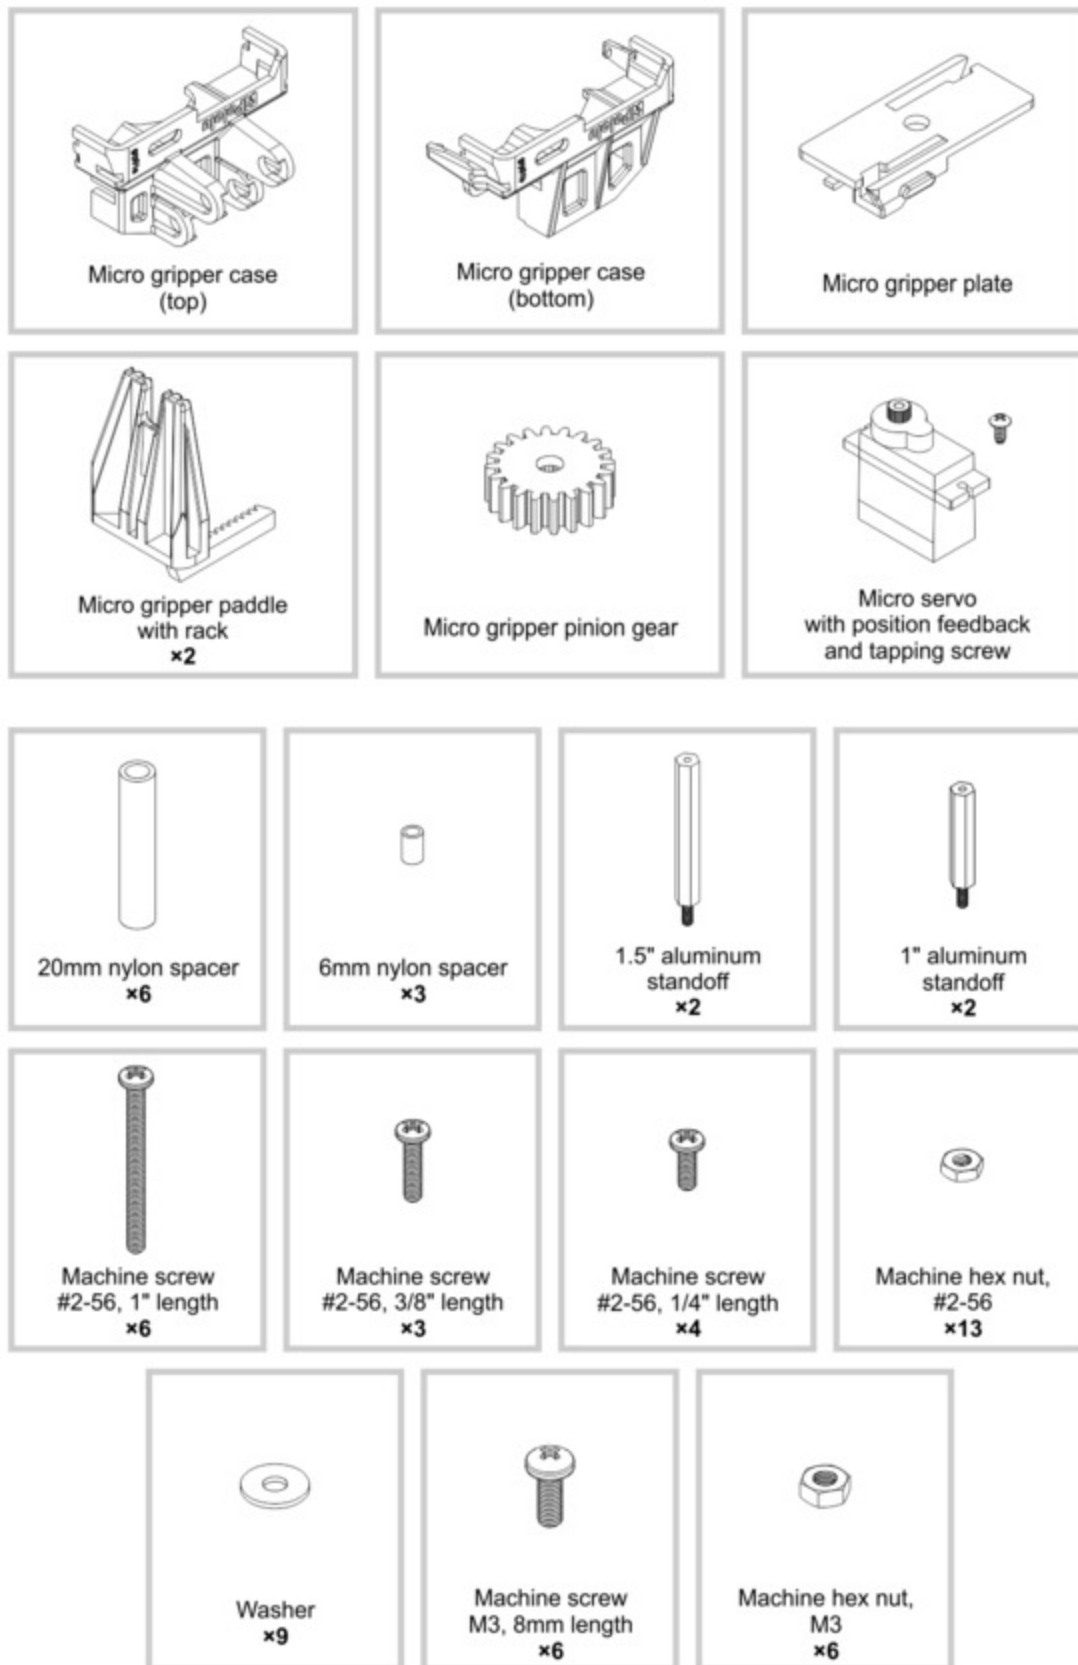 Micro gripper case
(top)
Micro gripper case
(bottom)
Micro gripper plate
Micro gripper paddle
with rack
×2
Micro gripper pinion gear
Micro servo
with position feedback
and tapping screw
20mm nylon spacer
×6
6mm nylon spacer
×3
1.5" aluminum
standoff
×2
1" aluminum
standoff
×2
Machine screw
#2-56, 1" length
×6
Machine screw
#2-56, 3/8" length
×3
Machine screw
#2-56, 1/4" length
×4
Machine hex nut,
#2-56
×13
Washer
×9
Machine screw
M3, 8mm length
×6
Machine hex nut,
M3
×6